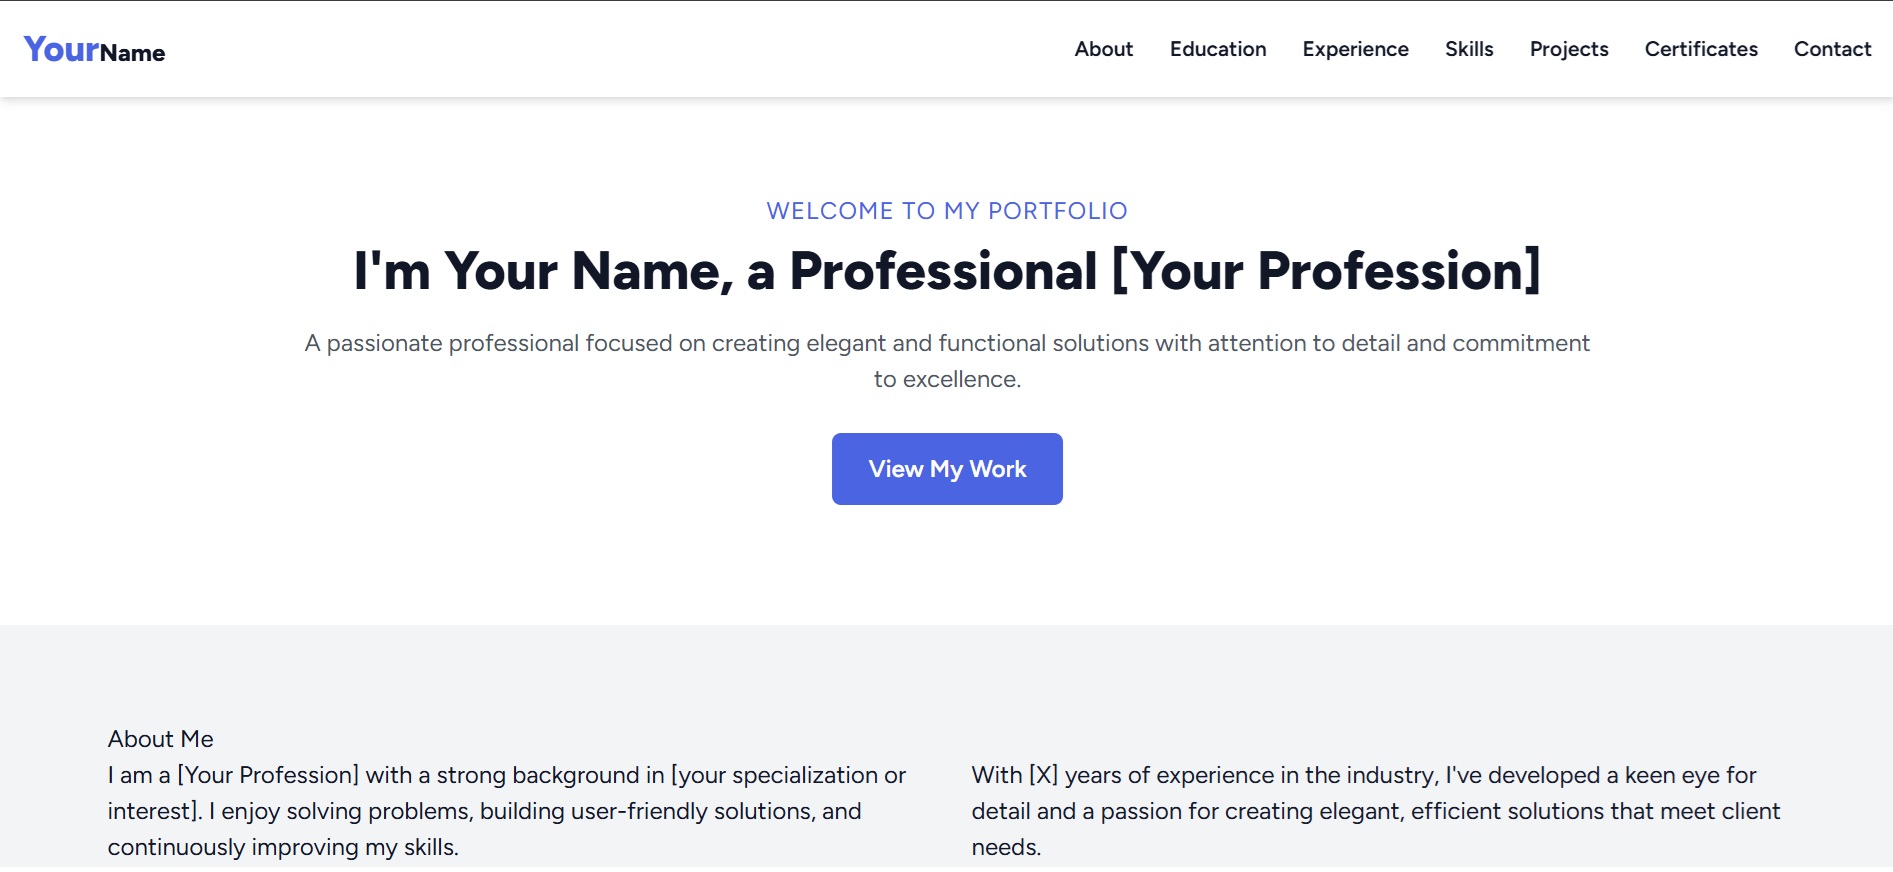 YourName
About Education Experience Skills Projects Certificates Contact
WELCOME TO MY PORTFOLIO
I'm Your Name, a Professional [Your Profession]
A passionate professional focused on creating elegant and functional solutions with attention to detail and commitment
to excellence.
View My Work
About Me
I am a [Your Profession] with a strong background in [your specialization or
interest]. I enjoy solving problems, building user-friendly solutions, and
continuously improving my skills.
With [X] years of experience in the industry, I've developed a keen eye for
detail and a passion for creating elegant, efficient solutions that meet client
needs.